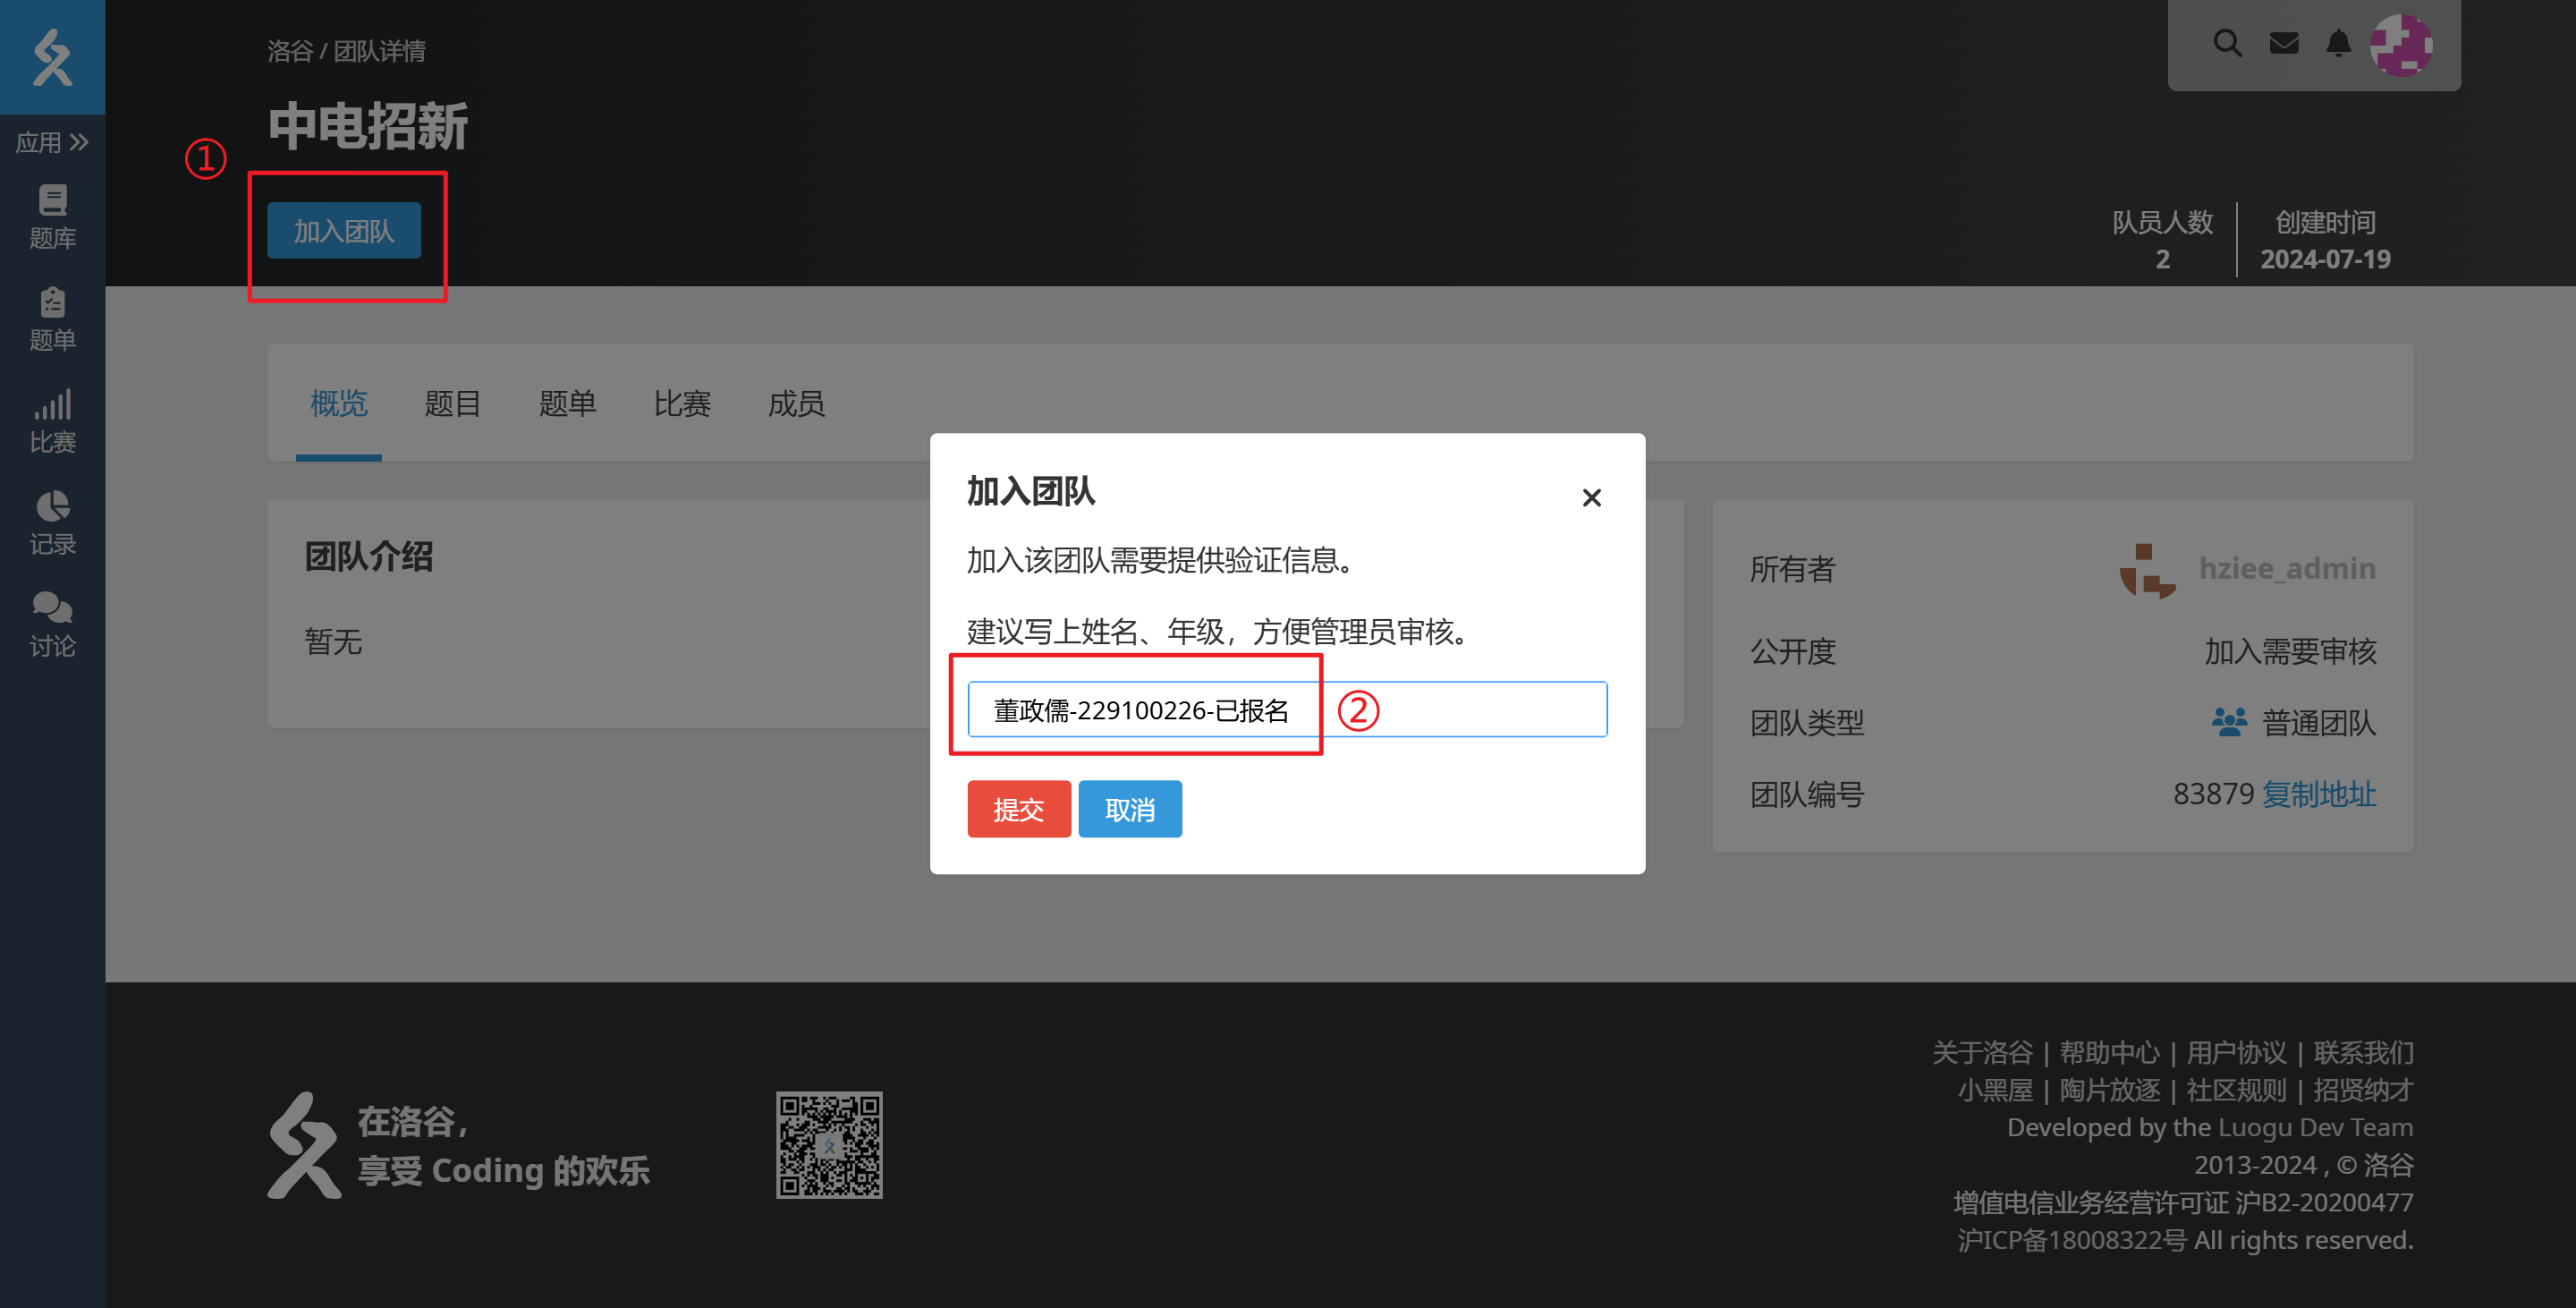 洛谷 / 团队详情
中电招新
①
加入团队
队员人数
2
创建时间
2024-07-19
应用
题库
题单
比赛
记录
讨论
概览 题目 题单 比赛 成员
团队介绍
暂无
加入团队
加入该团队需要提供验证信息。
建议写上姓名、年级，方便管理员审核。
董政儒-229100226-已报名
②
提交 取消
所有者 hziee_admin
公开度 加入需要审核
团队类型 普通团队
团队编号 83879 复制地址
在洛谷，
享受 Coding 的欢乐
关于洛谷 | 帮助中心 | 用户协议 | 联系我们
小黑屋 | 陶片放逐 | 社区规则 | 招贤纳才
Developed by the Luogu Dev Team
2013-2024 , © 洛谷
增值电信业务经营许可证 沪B2-20200477
沪ICP备18008322号 All rights reserved.